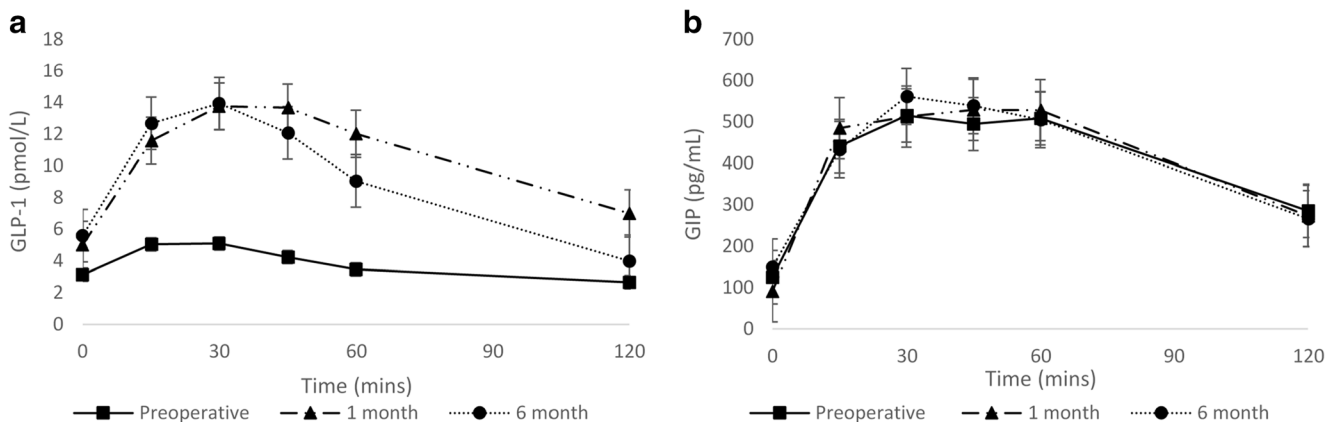 a
18
16
14
12
10
8
6
4
2
0
GLP-1 (pmol/L)
0 30 60 90 120
Time (mins)
Preoperative 1 month 6 month
b
700
600
500
400
300
200
100
0
GIP (pg/mL)
0 30 60 90 120
Time (mins)
Preoperative 1 month 6 month